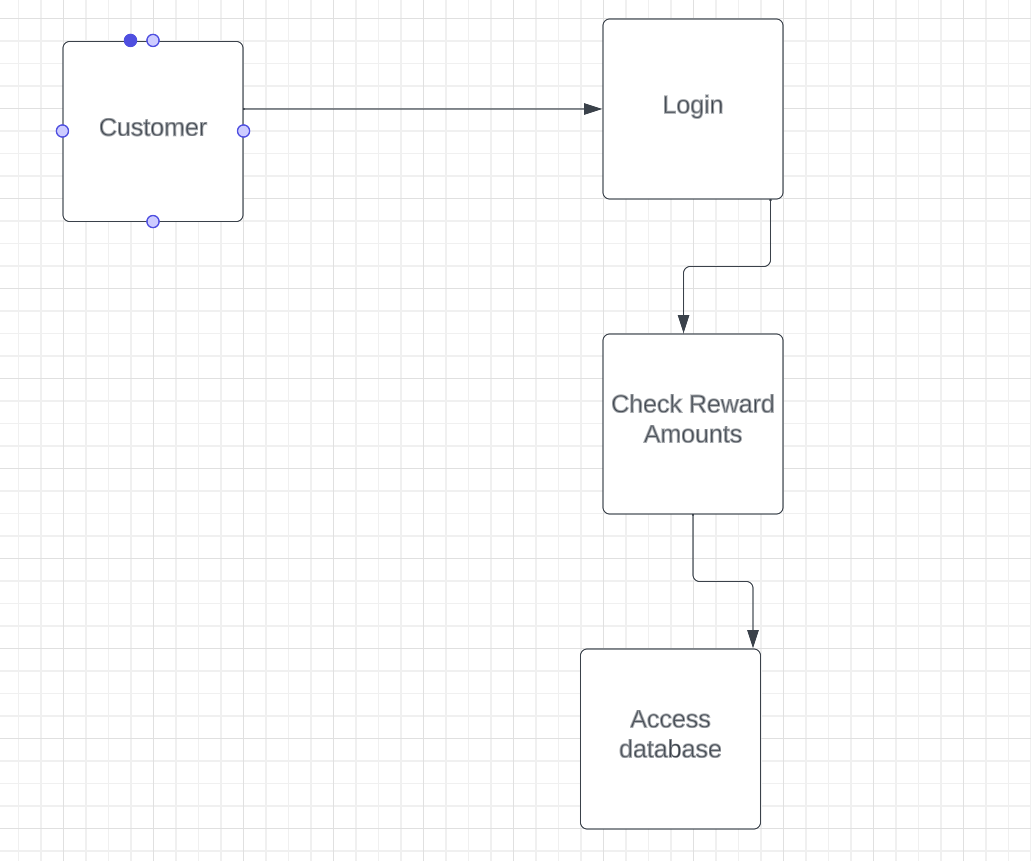 Customer
Login
Check Reward
Amounts
Access
database